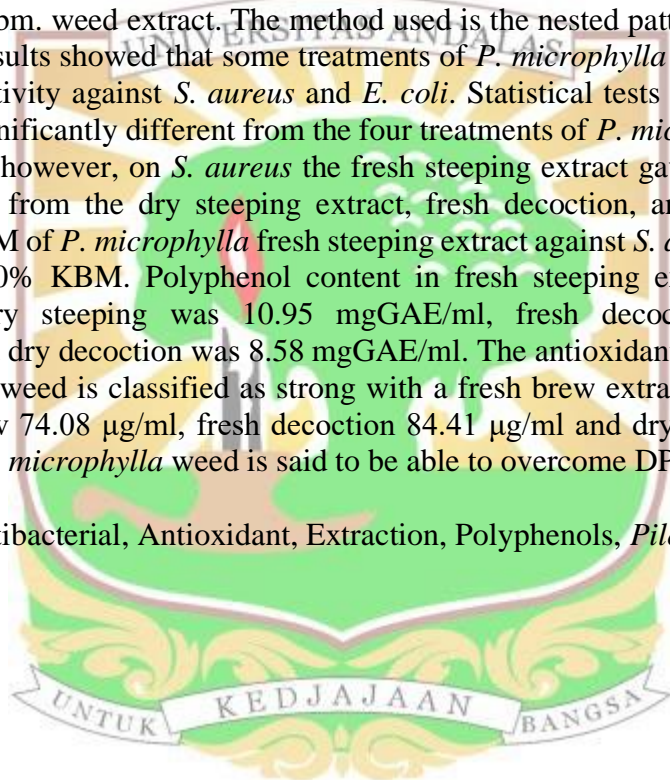 bm. weed extract. The method used is the nested patt
UNIVERSITAS ANDALAS
sults showed that some treatments of P. microphylla
tivity against S. aureus and E. coli. Statistical tests
gnificantly different from the four treatments of P. mic
however, on S. aureus the fresh steeping extract ga
from the dry steeping extract, fresh decoction, a
M of P. microphylla fresh steeping extract against S. a
0% KBM. Polyphenol content in fresh steeping e
ry steeping was 10.95 mgGAE/ml, fresh decoc
dry decoction was 8.58 mgGAE/ml. The antioxidan
weed is classified as strong with a fresh brew extra
w 74.08 μg/ml, fresh decoction 84.41 μg/ml and dry
microphylla weed is said to be able to overcome DP
tibacterial, Antioxidant, Extraction, Polyphenols, Pil
UNTUK KEDJAJAAN BANGSA